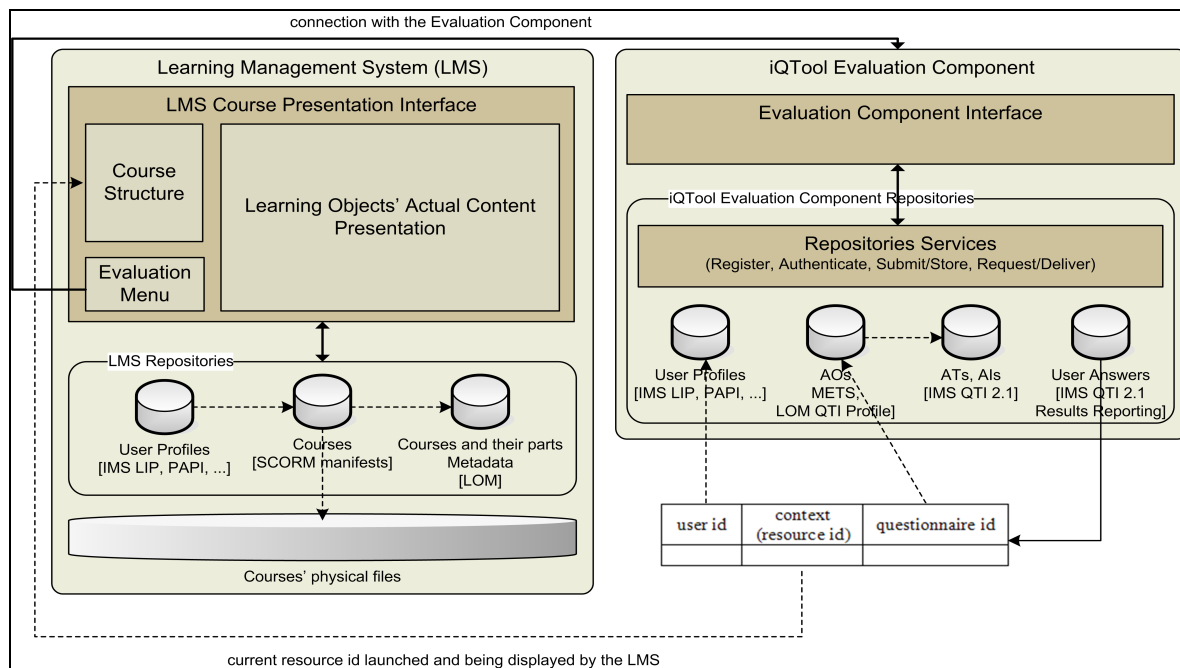 connection with the Evaluation Component
Learning Management System (LMS)
LMS Course Presentation Interface
Course
Structure
Learning Objects’ Actual Content
Presentation
Evaluation
Menu
LMS Repositories
User Profiles
[IMS LIP, PAPI, ...]
Courses
[SCORM manifests]
Courses and their parts
Metadata
[LOM]
Courses’ physical files
iQTool Evaluation Component
Evaluation Component Interface
iQTool Evaluation Component Repositories
Repositories Services
(Register, Authenticate, Submit/Store, Request/Deliver)
User Profiles
[IMS LIP, PAPI, ...]
AOs,
METS,
LOM QTI Profile]
ATs, AIs
[IMS QTI 2.1]
User Answers
[IMS QTI 2.1
Results Reporting]
user id
context
(resource id)
questionnaire id
current resource id launched and being displayed by the LMS